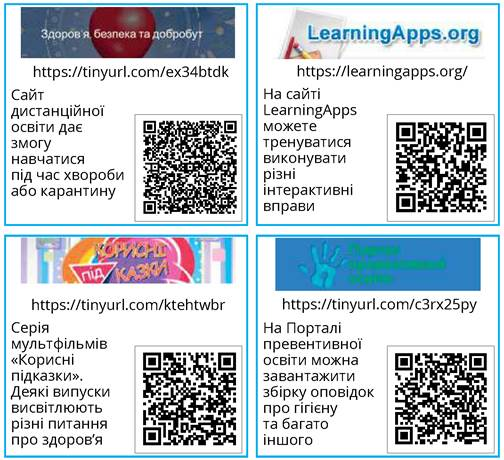 Здоров'я, безпека та добробут
https://tinyurl.com/ex34btdk
Сайт
дистанційної
освіти дає
змогу
навчатися
під час хвороби
або карантину
LearningApps.org
https://learningapps.org/
На сайті
LearningApps
можете
тренуватися
виконувати
різні
інтерактивні
вправи
КОРИСНІ
ПІД
КАЗКИ
https://tinyurl.com/ktehtwbr
Серія
мультфільмів
«Корисні
підказки».
Деякі випуски
висвітлюють
різні питання
про здоров'я
Портал
превентивної
освіти
https://tinyurl.com/c3rx25py
На Порталі
превентивної
освіти можна
завантажити
збірку оповідок
про гігієну
та багато
іншого